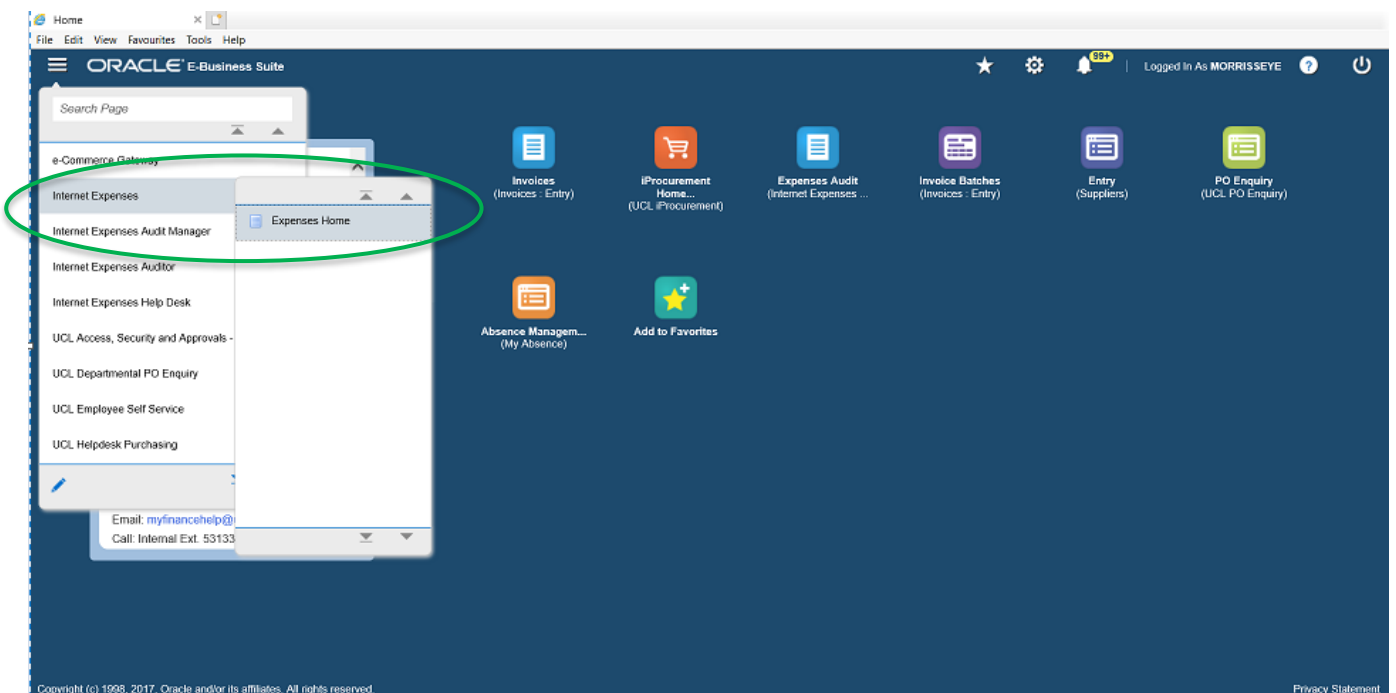 Home
File Edit View Favourites Tools Help
ORACLE E-Business Suite
99+
Logged In As MORRISSEYE
?
Search Page
e-Commerce Gateway
Internet Expenses
Expenses Home
Internet Expenses Audit Manager
Internet Expenses Auditor
Internet Expenses Help Desk
UCL Access, Security and Approvals -
UCL Departmental PO Enquiry
UCL Employee Self Service
UCL Helpdesk Purchasing
Email: myfinancehelp@
Call: Internal Ext. 53133
Invoices
(Invoices : Entry)
iProcurement
Home...
(UCL iProcurement)
Expenses Audit
(Internet Expenses ...
Invoice Batches
(Invoices : Entry)
Entry
(Suppliers)
PO Enquiry
(UCL PO Enquiry)
Absence Managem...
(My Absence)
Add to Favorites
Copyright (c) 1998, 2017, Oracle and/or its affiliates. All rights reserved.
Privacy Statement